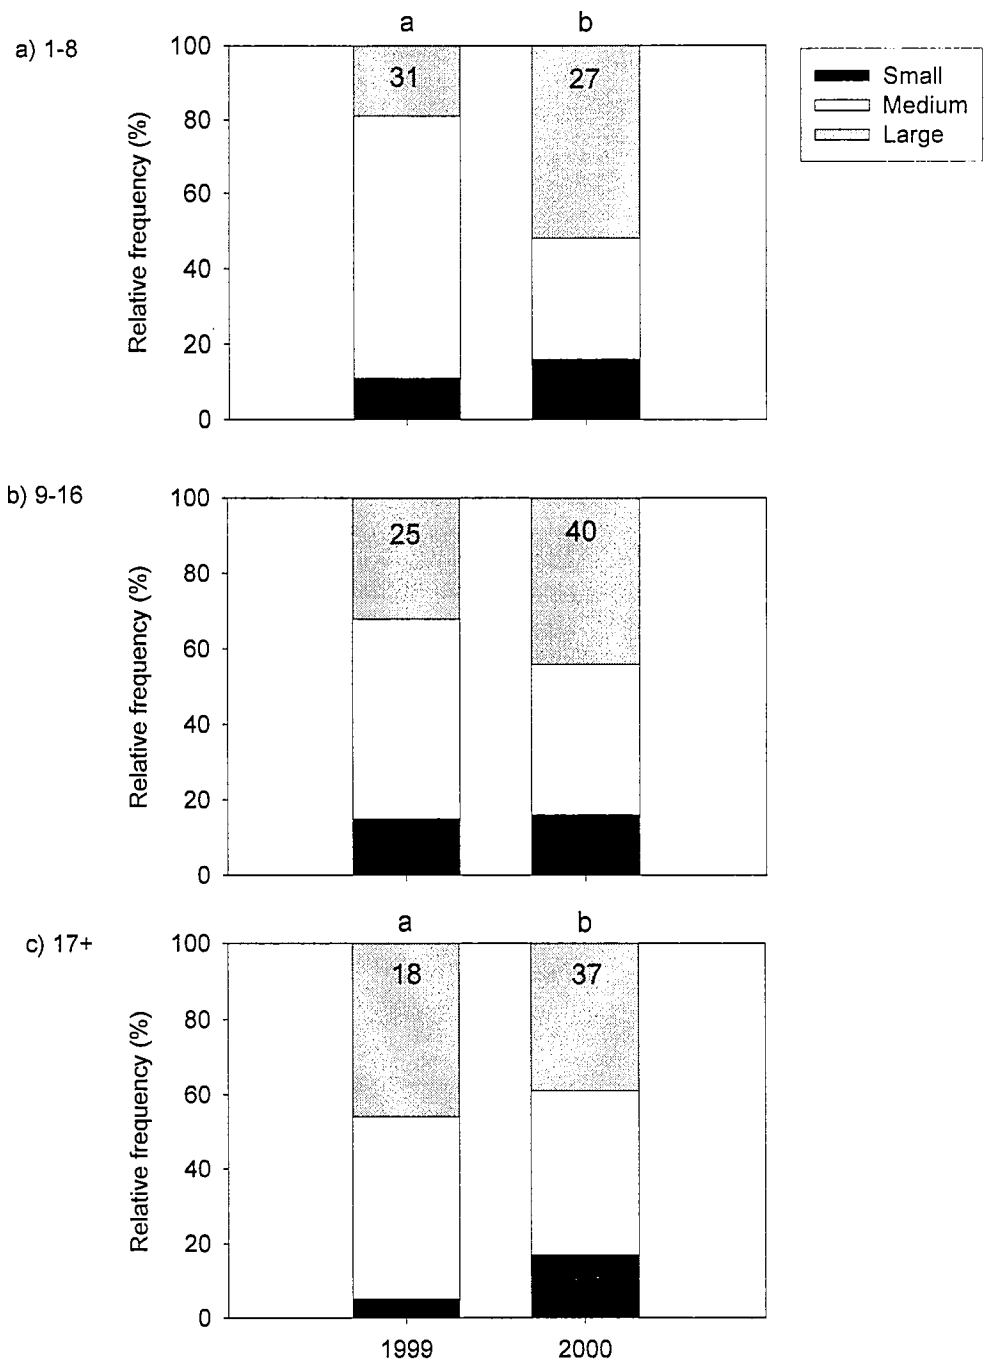 a b
a) 1-8
100
80
60
40
20
0
Relative frequency (%)
31 27
Small
Medium
Large
b) 9-16
100
80
60
40
20
0
Relative frequency (%)
25 40
a b
c) 17+
100
80
60
40
20
0
Relative frequency (%)
18 37
1999 2000